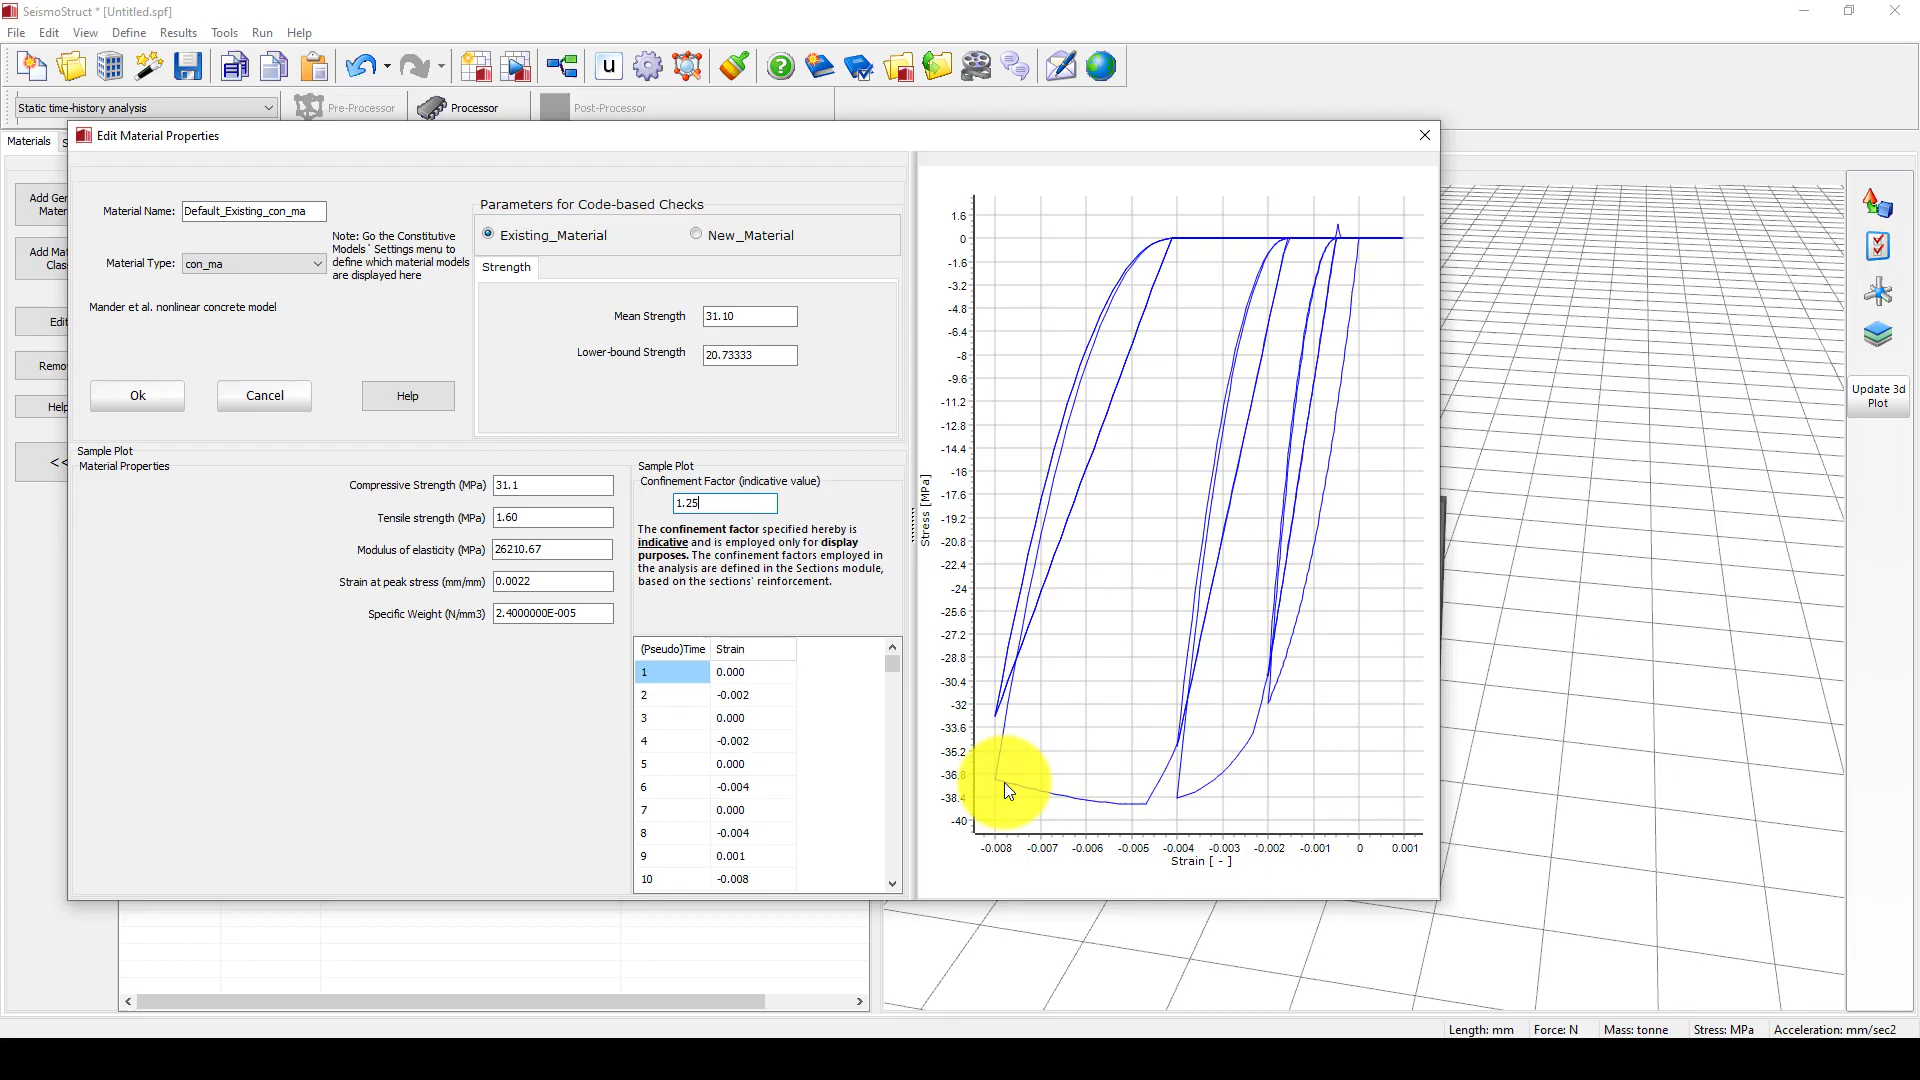 SeismoStruct * [Untitled.spf]
File Edit View Define Results Tools Run Help
u
Static time-history analysis
Pre-Processor
Processor
Post-Processor
Materials
Edit Material Properties
Add Ge
Mater
Add Mat
Clas
Edit
Remo
Help
<<
Material Name: Default_Existing_con_ma
Material Type: con_ma
Note: Go the Constitutive
Models` Settings menu to
define which material models
are displayed here
Mander et al. nonlinear concrete model
Ok
Cancel
Help
Parameters for Code-based Checks
Existing_Material
New_Material
Strength
Mean Strength 31.10
Lower-bound Strength 20.73333
Sample Plot
Material Properties
Compressive Strength (MPa) 31.1
Tensile strength (MPa) 1.60
Modulus of elasticity (MPa) 26210.67
Strain at peak stress (mm/mm) 0.0022
Specific Weight (N/mm3) 2.4000000E-005
Sample Plot
Confinement Factor (indicative value)
1.25
The confinement factor specified hereby is
indicative and is employed only for display
purposes. The confinement factors employed in
the analysis are defined in the Sections module,
based on the sections' reinforcement.
(Pseudo)Time Strain
1 0.000
2 -0.002
3 0.000
4 -0.002
5 0.000
6 -0.004
7 0.000
8 -0.004
9 0.001
10 -0.008
Stress [MPa]
1.6
0
-1.6
-3.2
-4.8
-6.4
-8
-9.6
-11.2
-12.8
-14.4
-16
-17.6
-19.2
-20.8
-22.4
-24
-25.6
-27.2
-28.8
-30.4
-32
-33.6
-35.2
-36.8
-38.4
-40
-0.008 -0.007 -0.006 -0.005 -0.004 -0.003 -0.002 -0.001 0 0.001
Strain [ - ]
Update 3d
Plot
Length: mm Force: N Mass: tonne Stress: MPa Acceleration: mm/sec2